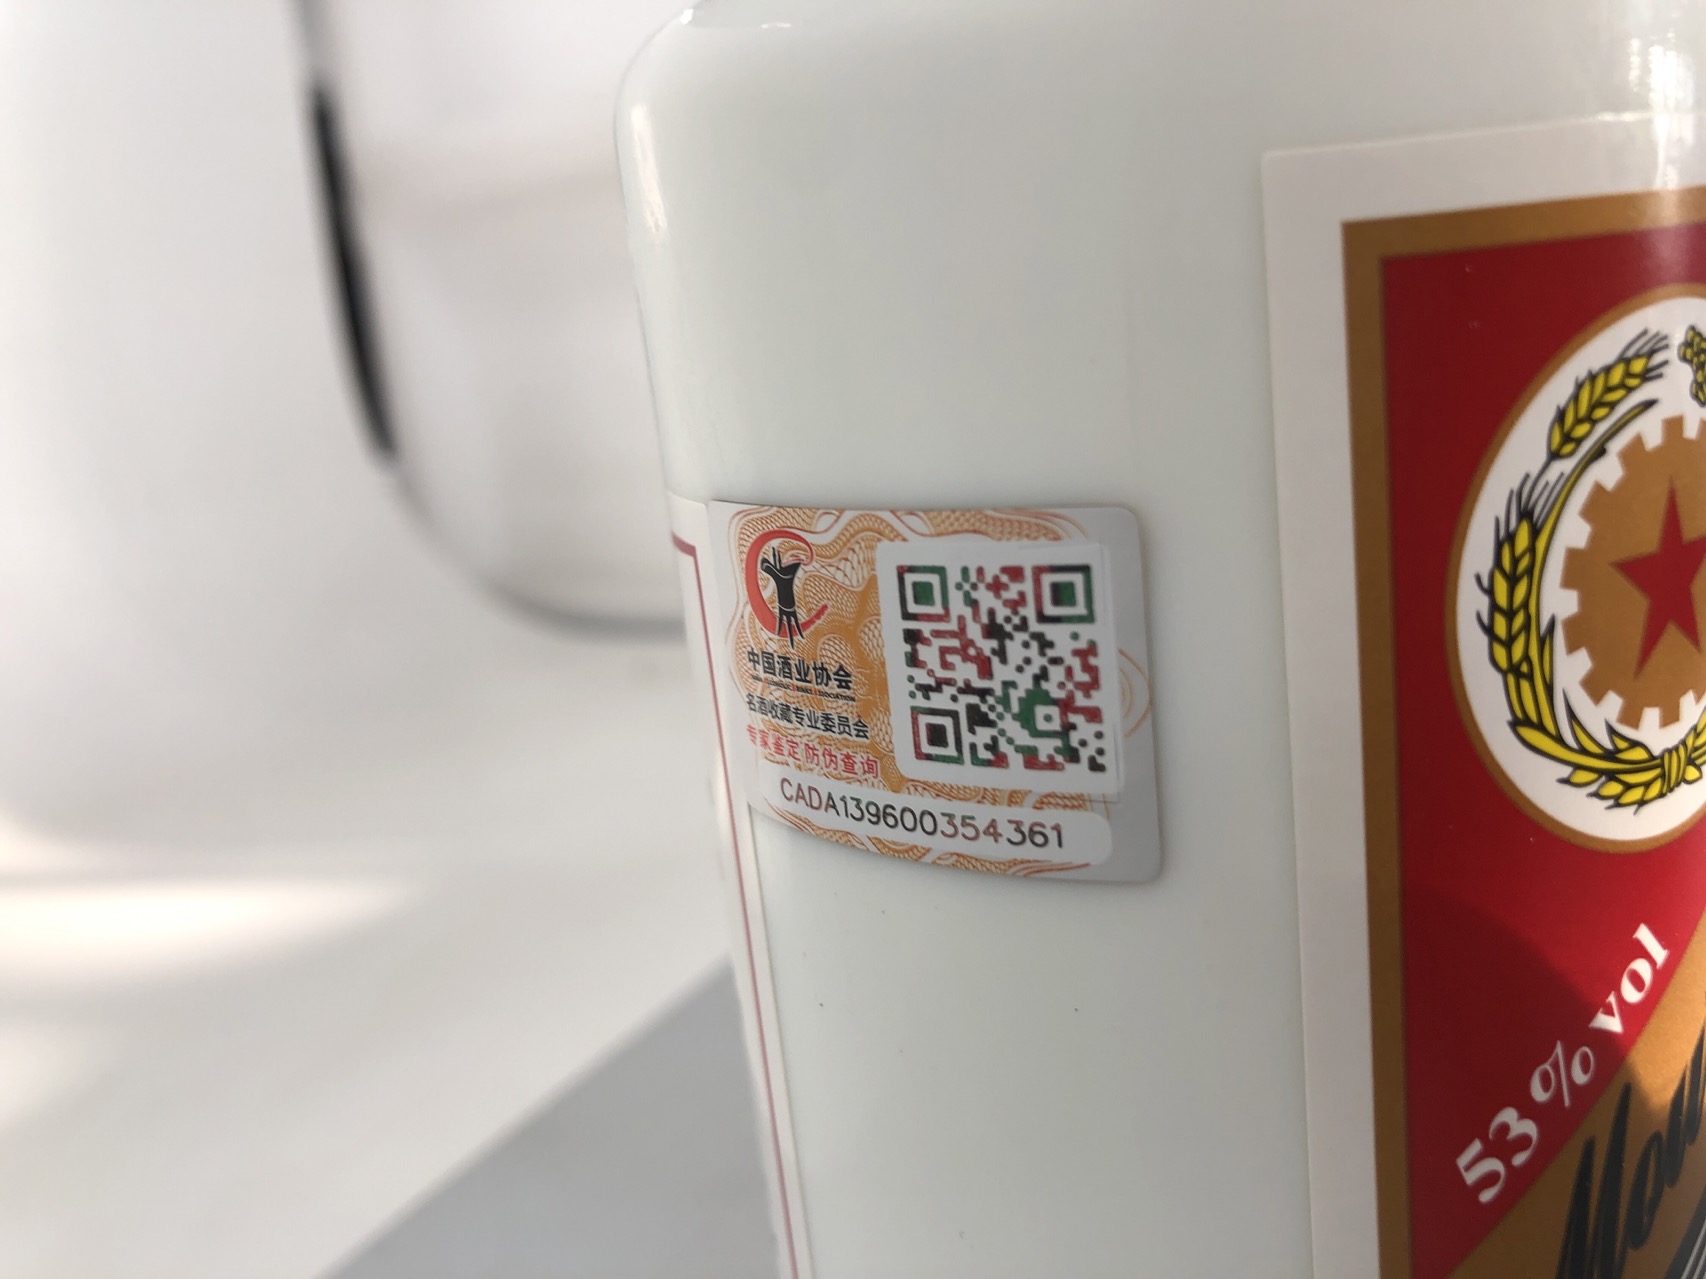 中国酒业协会
名酒收藏专业委员会
专家鉴定 防伪查询
CADA139600354361
53% vol